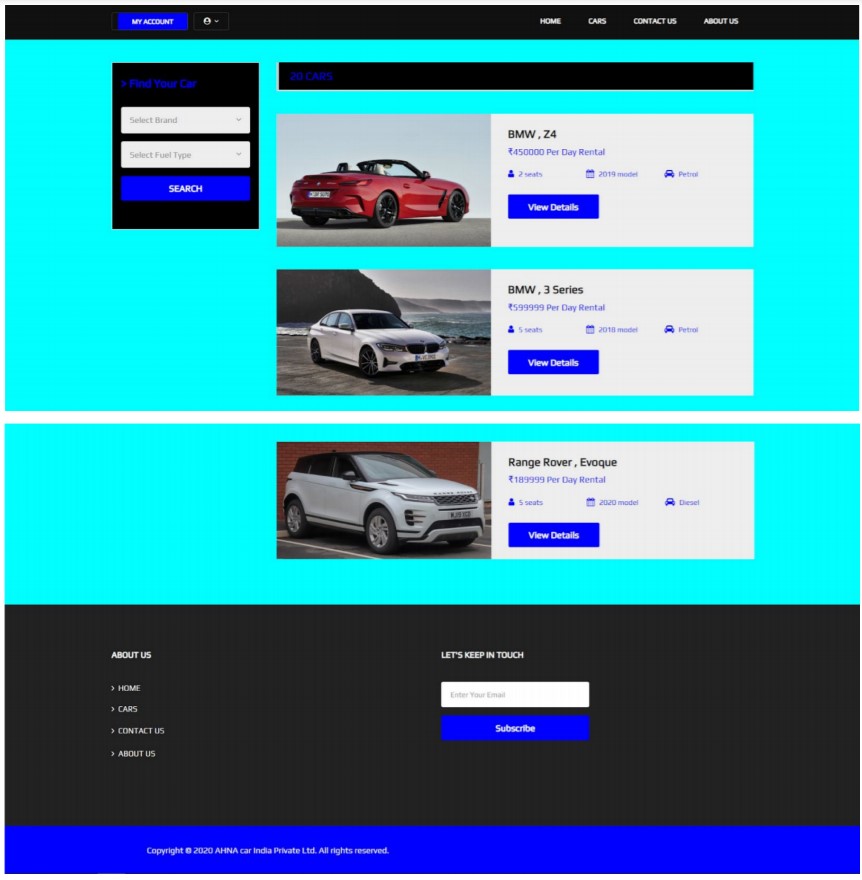 MY ACCOUNT
HOME CARS CONTACT US ABOUT US
> Find Your Car
Select Brand
Select Fuel Type
SEARCH
20 CARS
BMW , Z4
₹450000 Per Day Rental
2 seats 2019 model Petrol
View Details
BMW , 3 Series
₹599999 Per Day Rental
5 seats 2018 model Petrol
View Details
Range Rover , Evoque
₹189999 Per Day Rental
5 seats 2020 model Diesel
View Details
ABOUT US
> HOME
> CARS
> CONTACT US
> ABOUT US
LET'S KEEP IN TOUCH
Enter Your Email
Subscribe
Copyright © 2020 AHNA car India Private Ltd. All rights reserved.